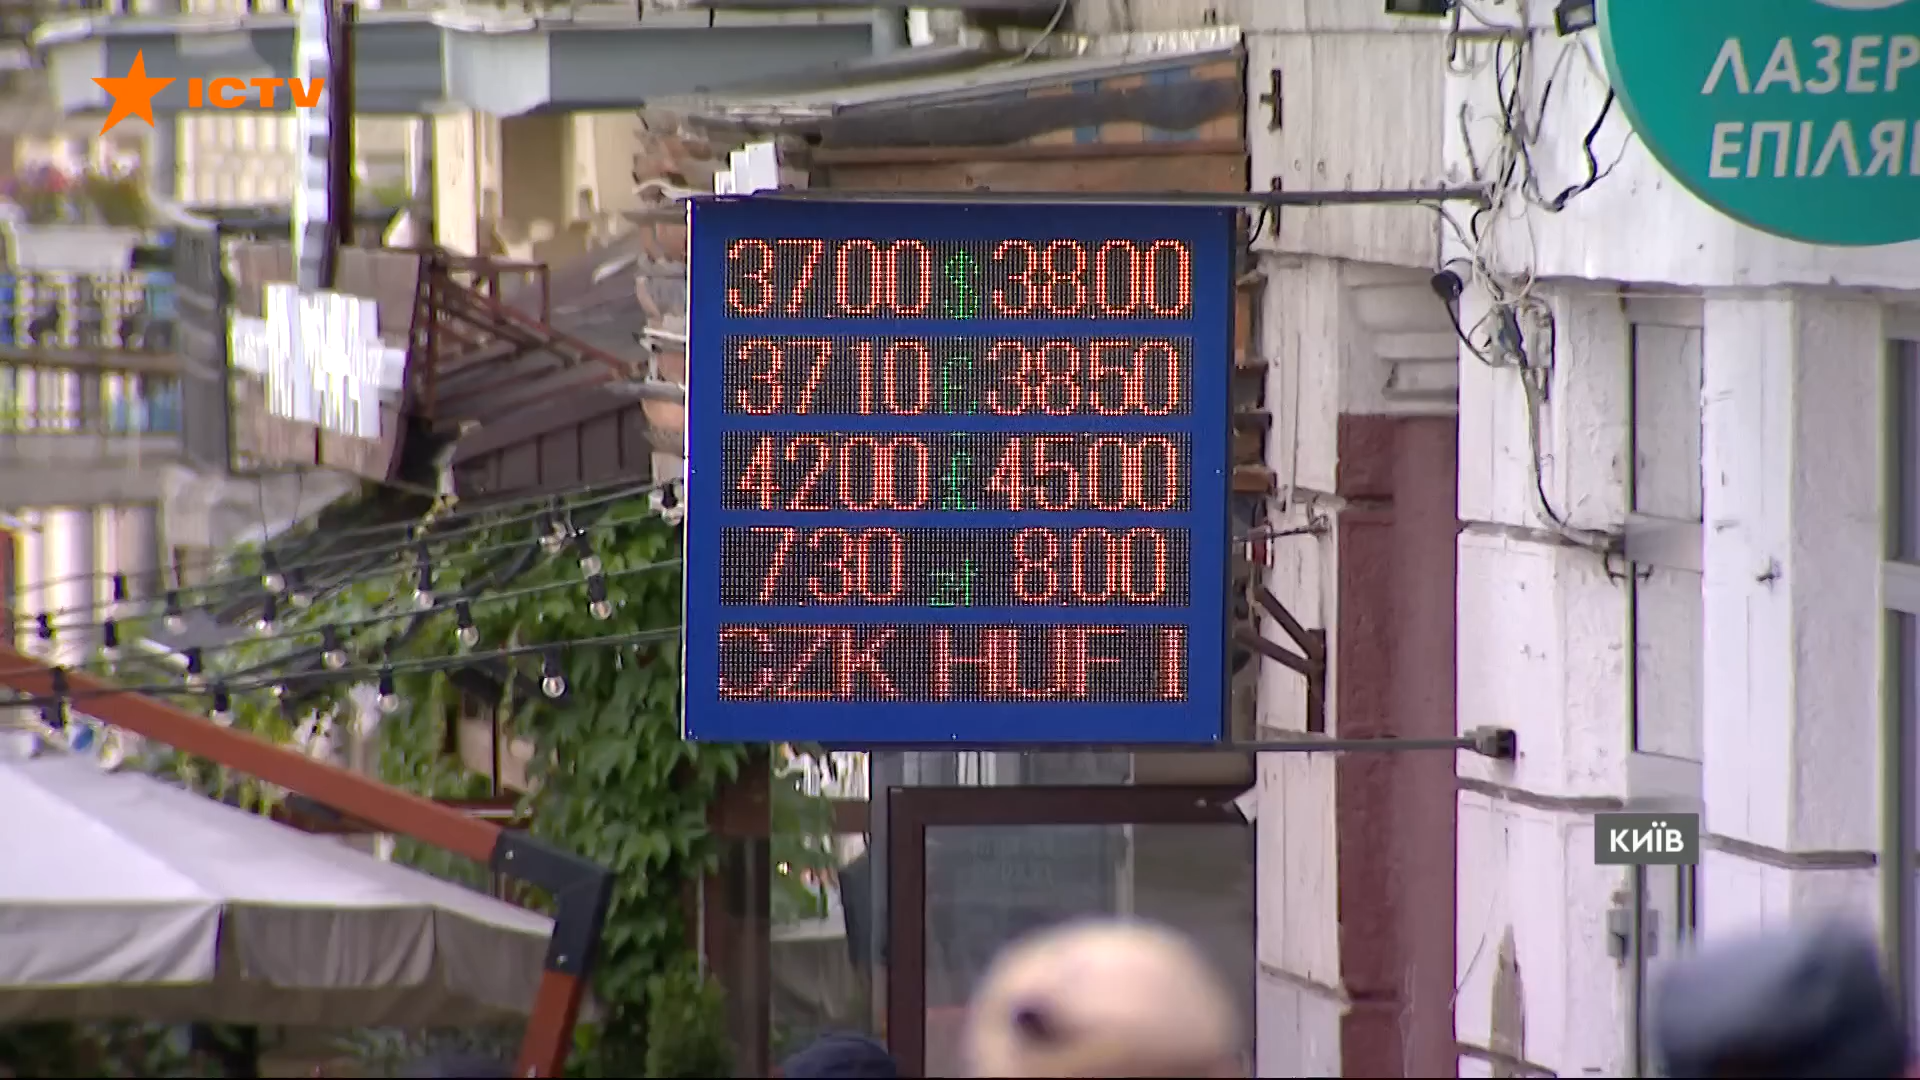 ICTV
ЛАЗЕР
ЕПІЛЯ
37.00 $ 38.00
37.10 € 38.50
42.00 £ 45.00
7.30 zł 8.00
CZK HUF I
КИЇВ